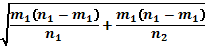 √(m₁(n₁ − m₁)/n₁ + m₁(n₁ − m₁)/n₂)